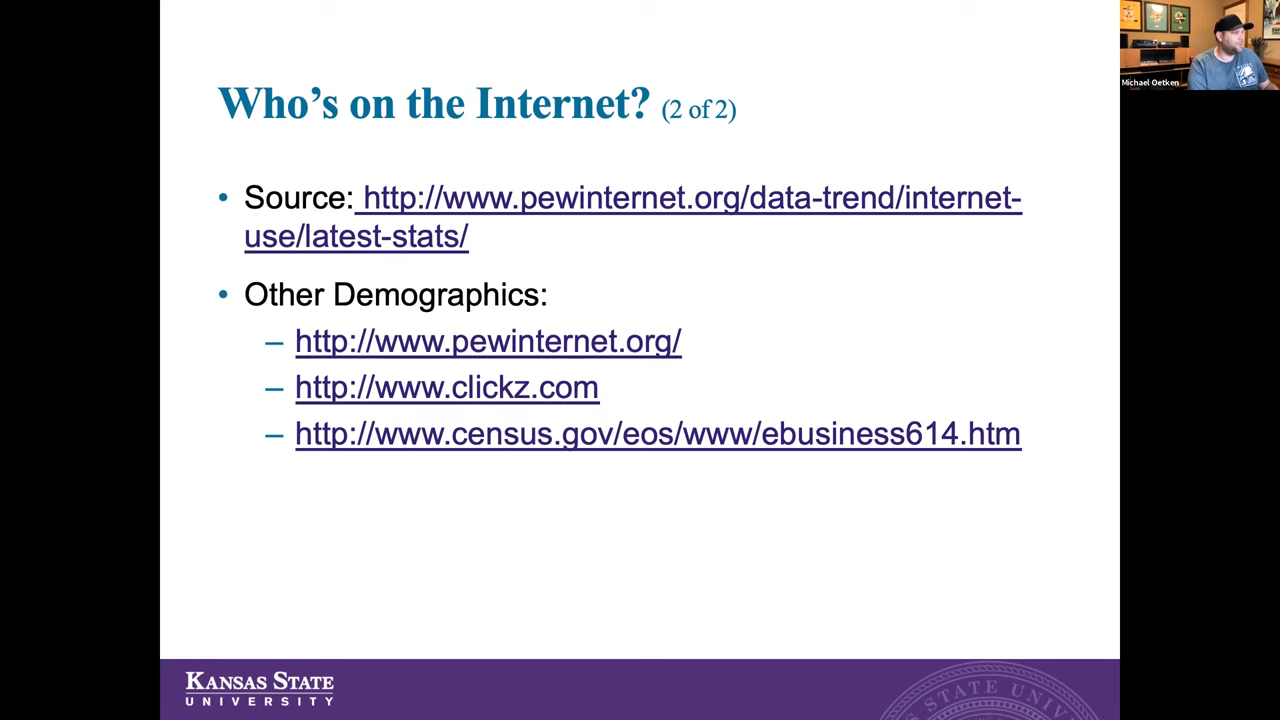 Michael Oetken
Who's on the Internet? (2 of 2)
• Source: http://www.pewinternet.org/data-trend/internet-
use/latest-stats/
• Other Demographics:
– http://www.pewinternet.org/
– http://www.clickz.com
– http://www.census.gov/eos/www/ebusiness614.htm
KANSAS STATE
UNIVERSITY
STATE UNIV